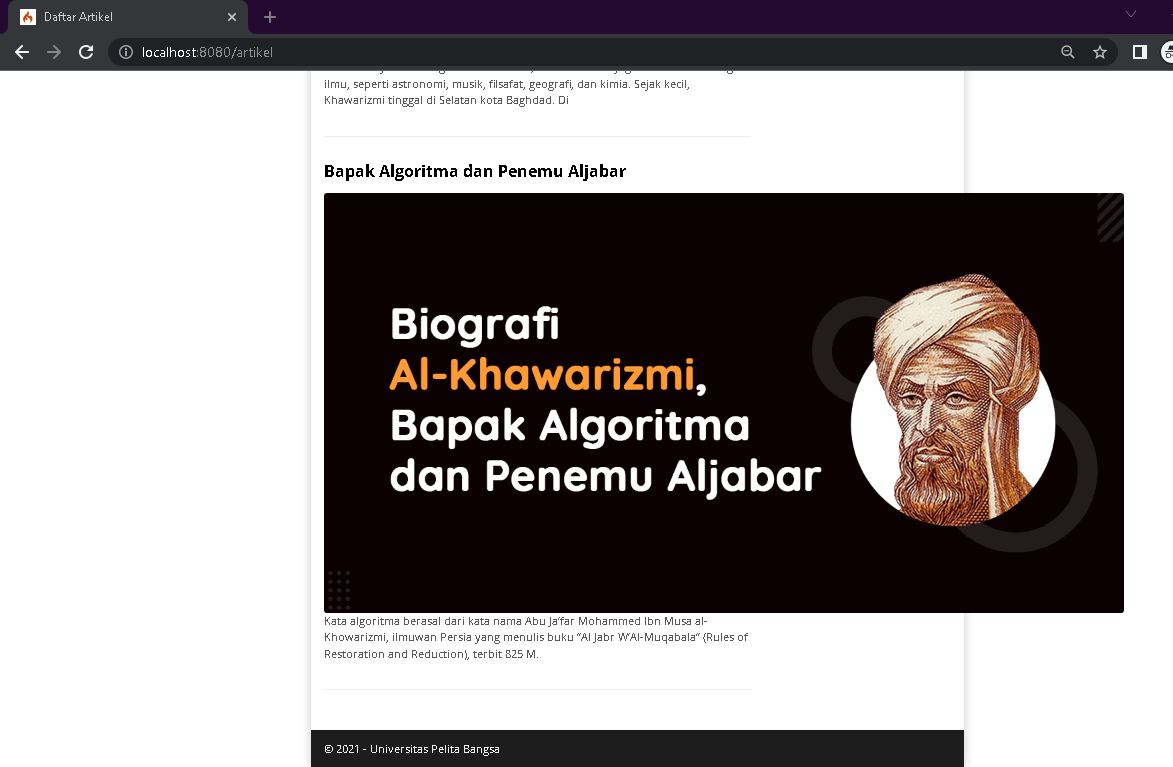 Daftar Artikel
localhost:8080/artikel
ilmu, seperti astronomi, musik, filsafat, geografi, dan kimia. Sejak kecil,
Khawarizmi tinggal di Selatan kota Baghdad. Di
Bapak Algoritma dan Penemu Aljabar
Biografi
Al-Khawarizmi,
Bapak Algoritma
dan Penemu Aljabar
Kata algoritma berasal dari kata nama Abu Ja’far Mohammed Ibn Musa al-
Khowarizmi, ilmuwan Persia yang menulis buku “Al Jabr W’Al-Muqabala” (Rules of
Restoration and Reduction), terbit 825 M.
© 2021 - Universitas Pelita Bangsa